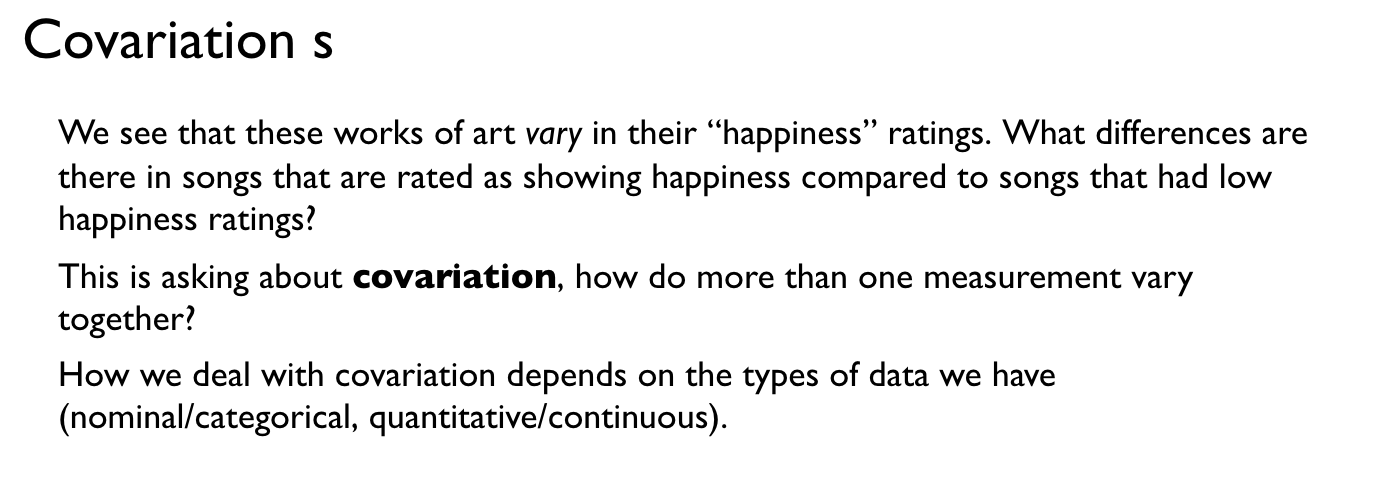 Covariation s
We see that these works of art vary in their “happiness” ratings. What differences are
there in songs that are rated as showing happiness compared to songs that had low
happiness ratings?
This is asking about covariation, how do more than one measurement vary
together?
How we deal with covariation depends on the types of data we have
(nominal/categorical, quantitative/continuous).